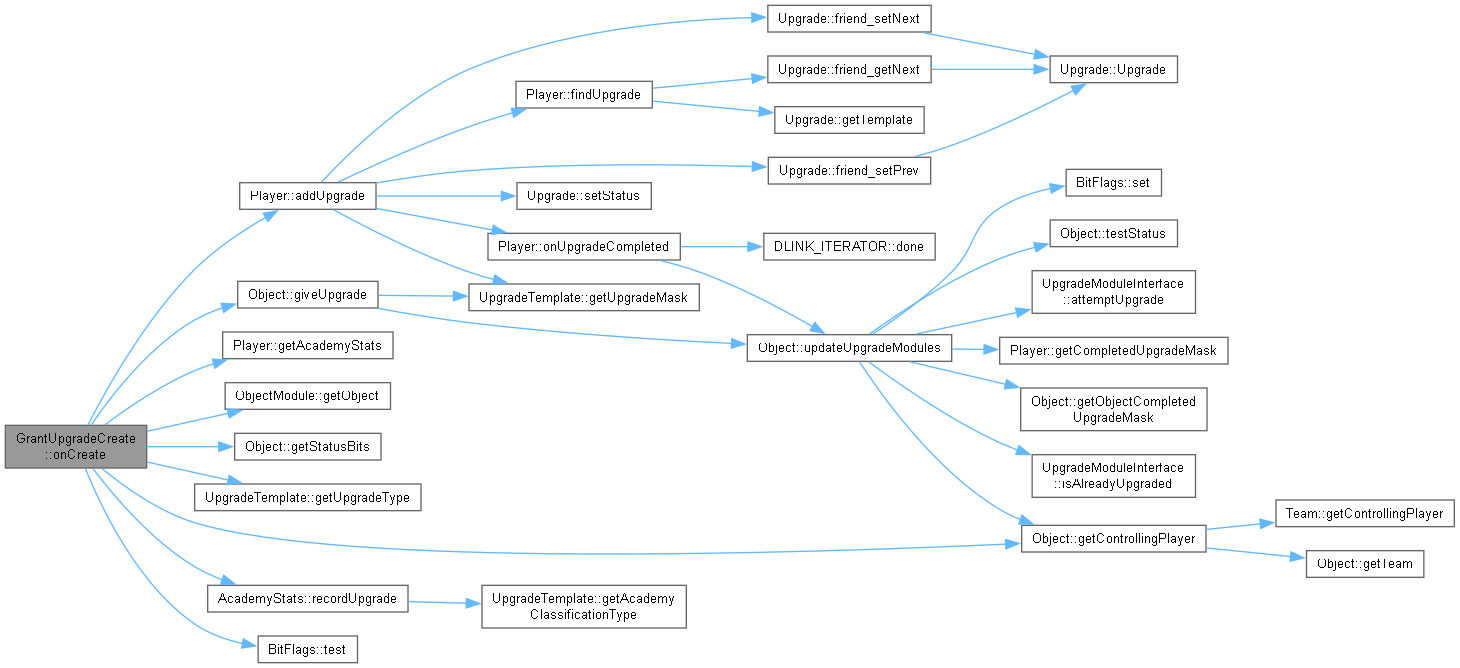 Upgrade::friend_setNext
Upgrade::friend_getNext
Upgrade::Upgrade
Player::findUpgrade
Upgrade::getTemplate
Upgrade::friend_setPrev
BitFlags::set
Player::addUpgrade
Upgrade::setStatus
Object::testStatus
Player::onUpgradeCompleted
DLINK_ITERATOR::done
UpgradeModuleInterface
::attemptUpgrade
Object::giveUpgrade
UpgradeTemplate::getUpgradeMask
Player::getAcademyStats
Object::updateUpgradeModules
Player::getCompletedUpgradeMask
ObjectModule::getObject
Object::getObjectCompleted
UpgradeMask
GrantUpgradeCreate
::onCreate
Object::getStatusBits
UpgradeModuleInterface
::isAlreadyUpgraded
UpgradeTemplate::getUpgradeType
Team::getControllingPlayer
Object::getControllingPlayer
Object::getTeam
AcademyStats::recordUpgrade
UpgradeTemplate::getAcademy
ClassificationType
BitFlags::test